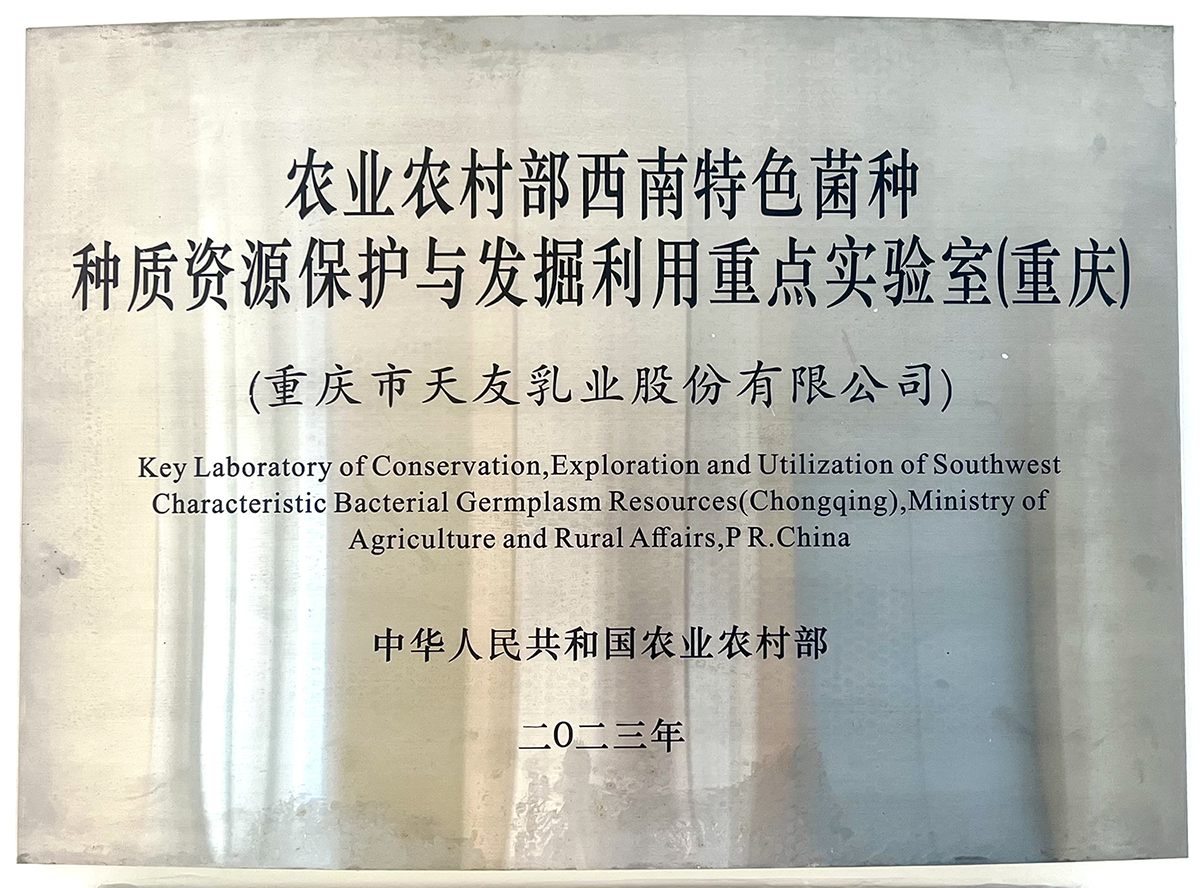 农业农村部西南特色菌种
种质资源保护与发掘利用重点实验室(重庆)
(重庆市天友乳业股份有限公司)
Key Laboratory of Conservation,Exploration and Utilization of Southwest
Characteristic Bacterial Germplasm Resources(Chongqing),Ministry of
Agriculture and Rural Affairs,P R.China
中华人民共和国农业农村部
二〇二三年